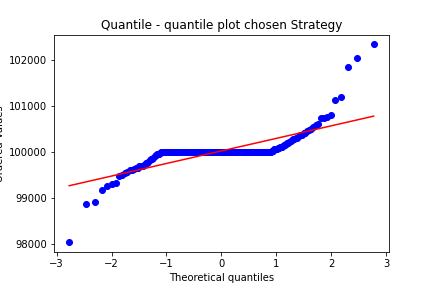 Quantile - quantile plot chosen Strategy
102000
101000
100000
99000
98000
Values
−3 −2 −1 0 1 2 3
Theoretical quantiles